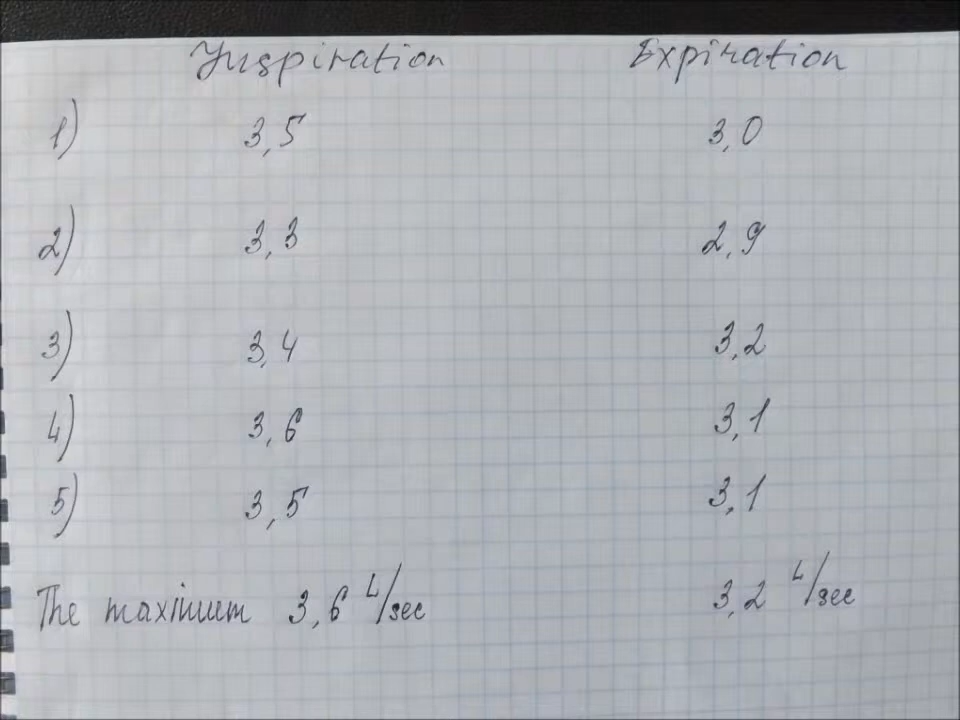 Inspiration Expiration
1) 3,5 3,0
2) 3,3 2,9
3) 3,4 3,2
4) 3,6 3,1
5) 3,5 3,1
The maximum 3,6 L/sec 3,2 L/sec